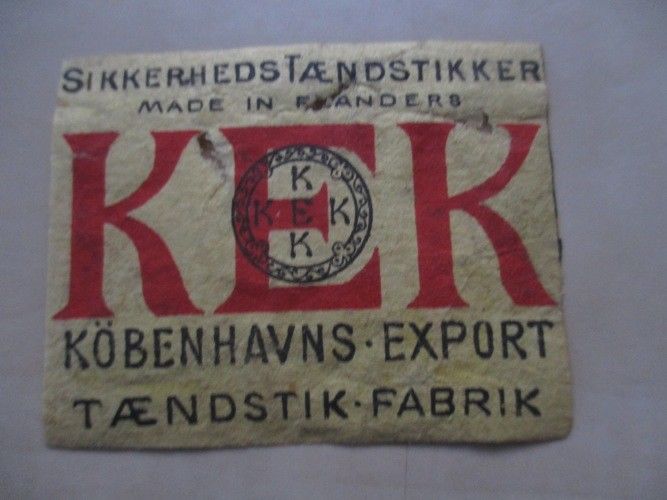 SIKKERHEDSTÆNDSTIKKER
MADE IN FLANDERS
KEK
K
KEK
K
KÖBENHAVNS·EXPORT
TÆNDSTIK·FABRIK